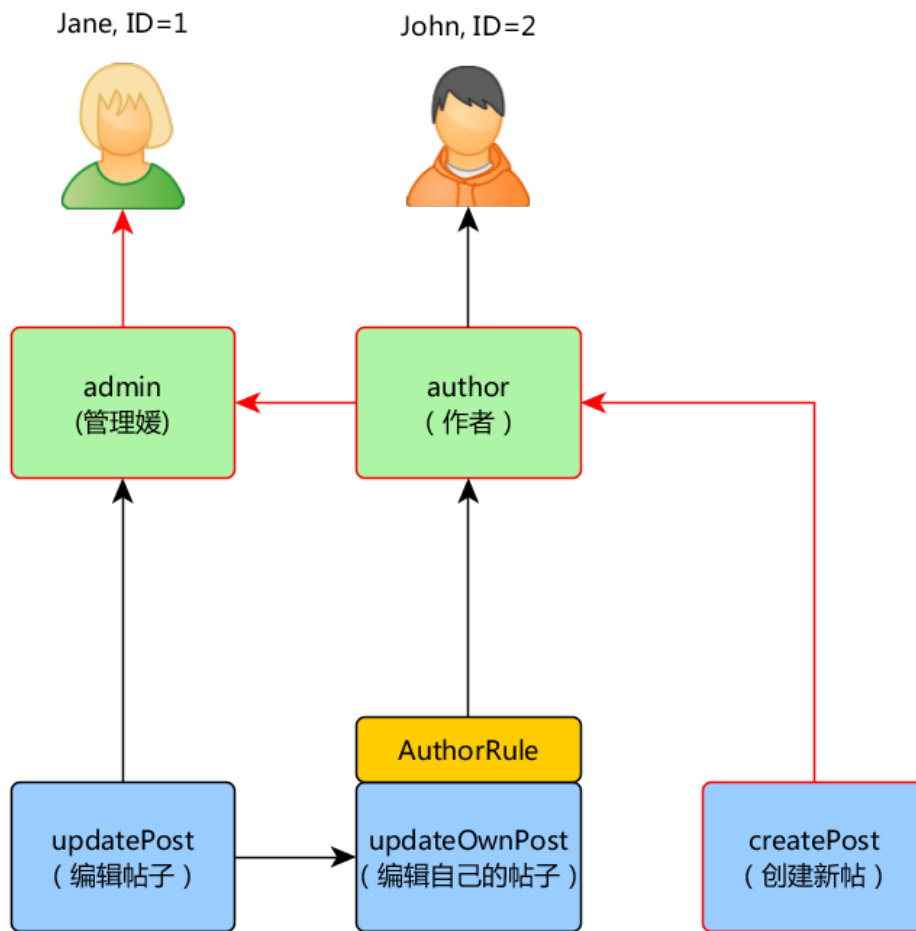 Jane, ID=1
John, ID=2
admin
(管理媛)
author
（作者）
AuthorRule
updatePost
（编辑帖子）
updateOwnPost
（编辑自己的帖子）
createPost
（创建新帖）